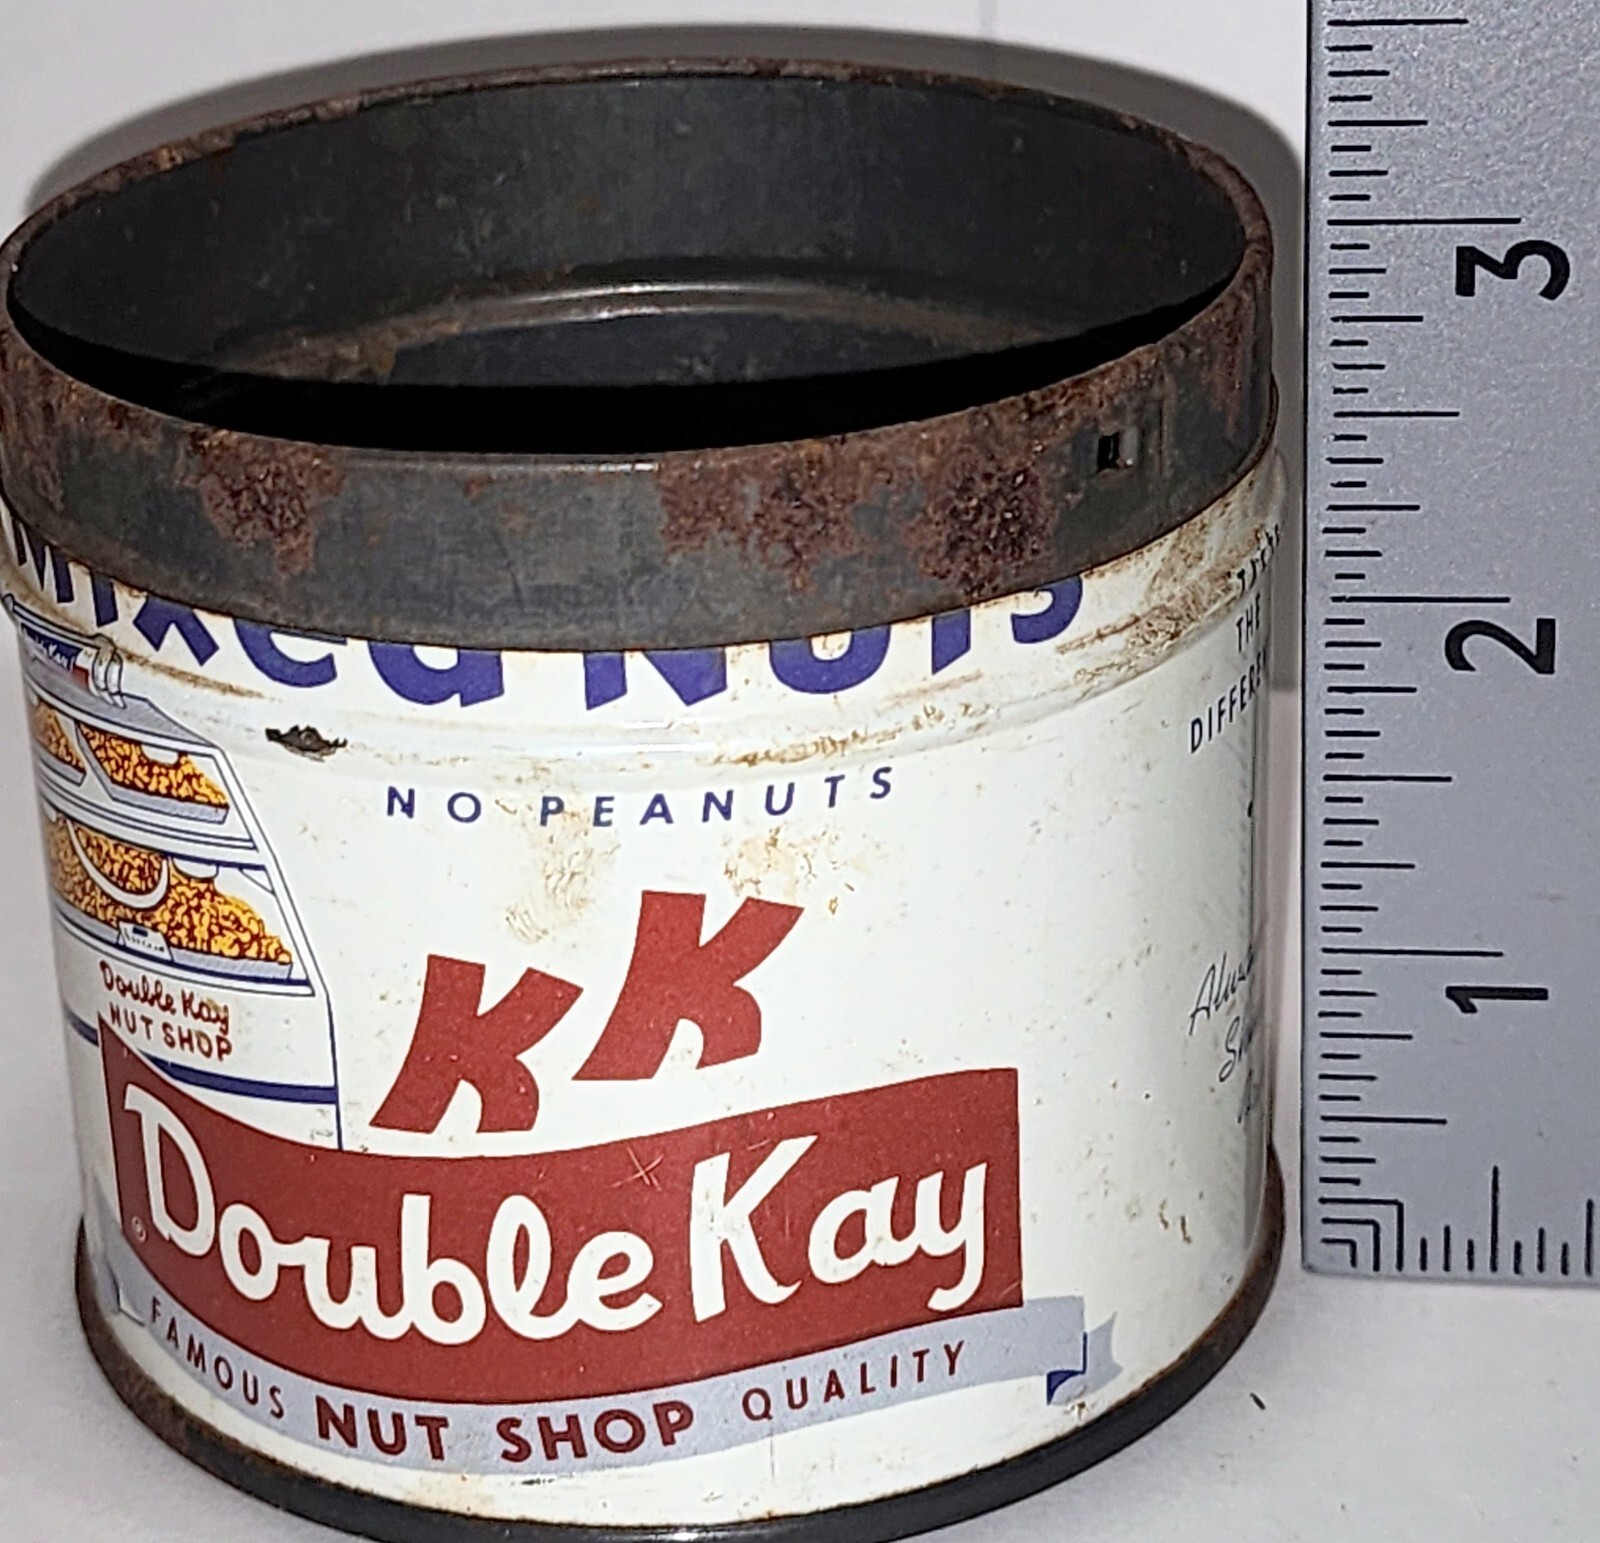 Mixed Nuts
NO PEANUTS
KK
Double Kay
NUT SHOP
Double Kay
®
FAMOUS NUT SHOP QUALITY
THE
3
2
1